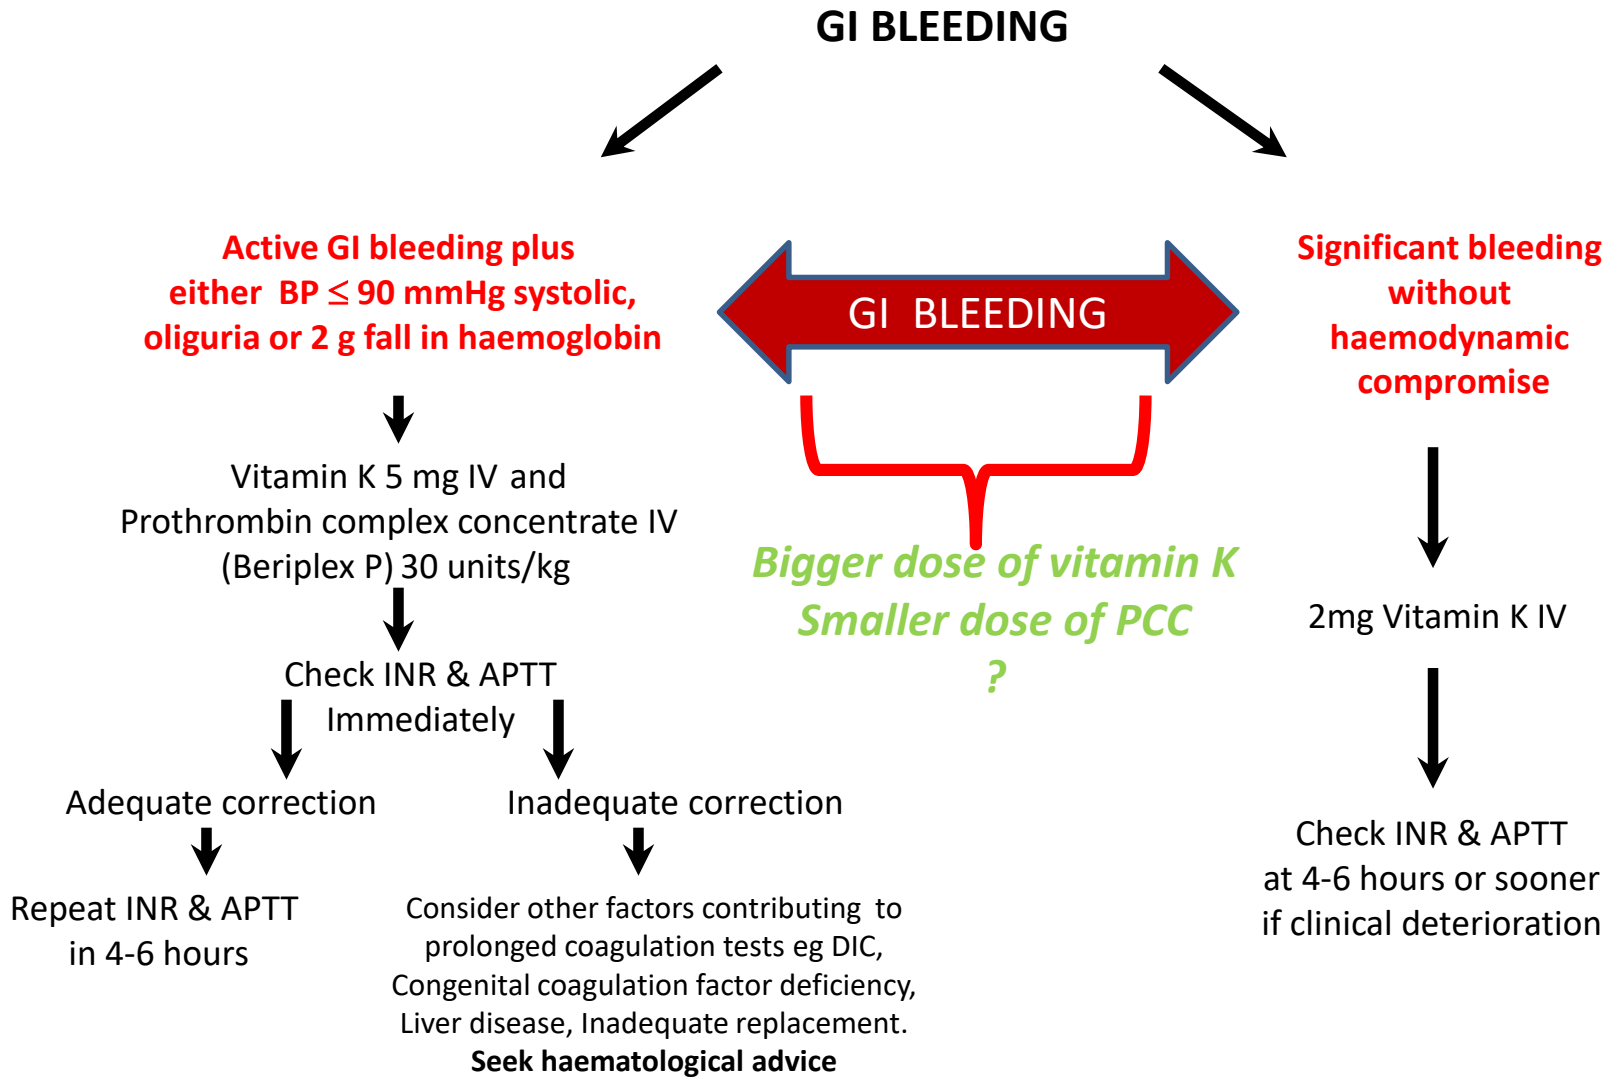 GI BLEEDING
Active GI bleeding plus
either BP ≤ 90 mmHg systolic,
oliguria or 2 g fall in haemoglobin
GI BLEEDING
Significant bleeding
without
haemodynamic
compromise
Vitamin K 5 mg IV and
Prothrombin complex concentrate IV
(Beriplex P) 30 units/kg
Bigger dose of vitamin K
Smaller dose of PCC
?
2mg Vitamin K IV
Check INR & APTT
Immediately
Adequate correction
Inadequate correction
Repeat INR & APTT
in 4-6 hours
Consider other factors contributing to
prolonged coagulation tests eg DIC,
Congenital coagulation factor deficiency,
Liver disease, Inadequate replacement.
Seek haematological advice
Check INR & APTT
at 4-6 hours or sooner
if clinical deterioration